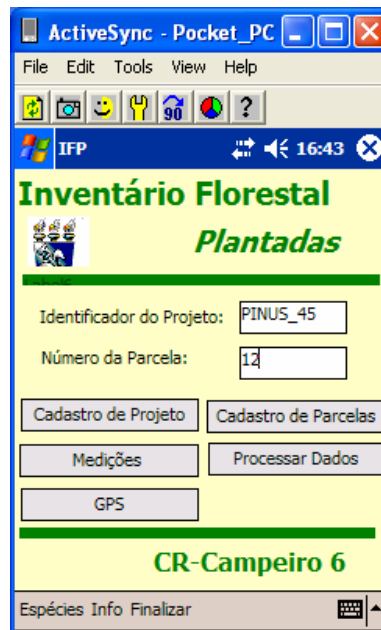 ActiveSync - Pocket_PC
File Edit Tools View Help
90 ?
IFP 16:43
Inventário Florestal
Plantadas
Identificador do Projeto: PINUS_45
Número da Parcela: 12
Cadastro de Projeto Cadastro de Parcelas
Medições Processar Dados
GPS
CR-Campeiro 6
Espécies Info Finalizar